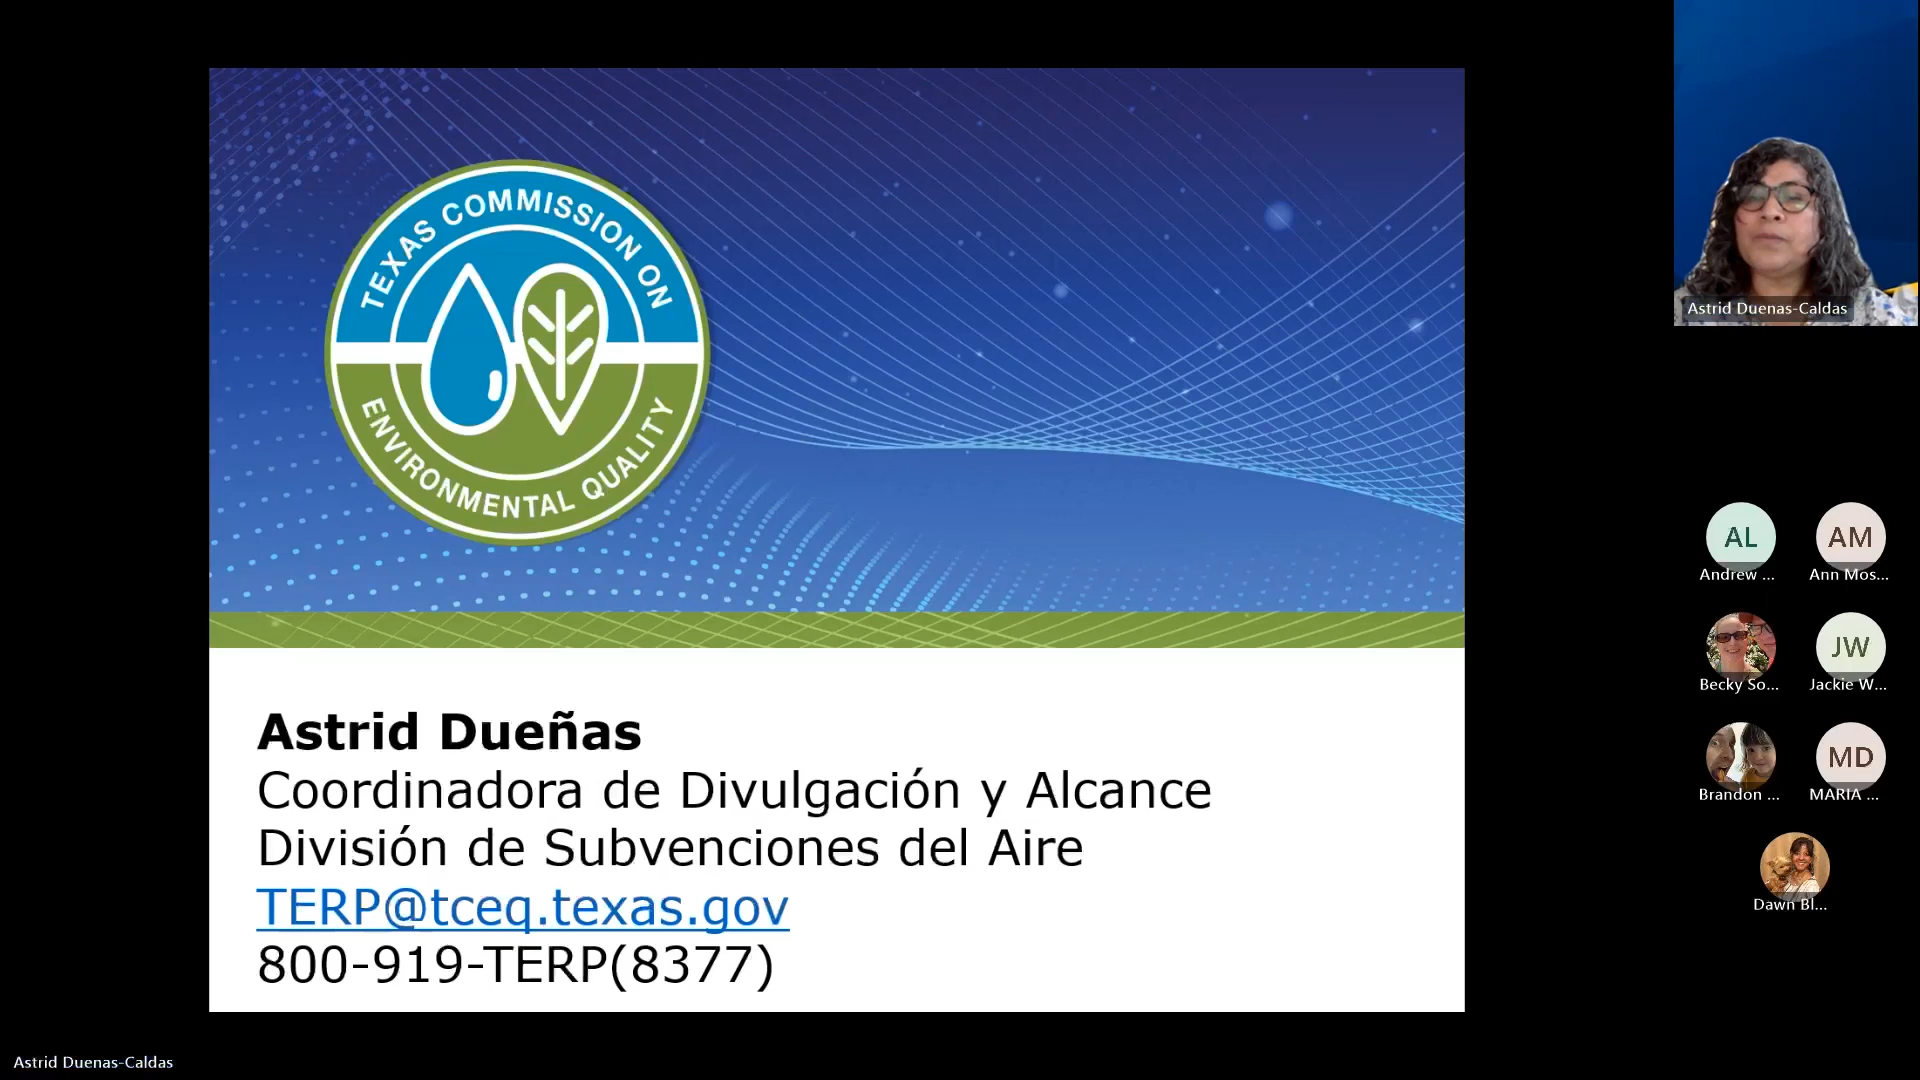 TEXAS COMMISSION ON
ENVIRONMENTAL QUALITY
Astrid Dueñas
Coordinadora de Divulgación y Alcance
División de Subvenciones del Aire
TERP@tceq.texas.gov
800-919-TERP(8377)
Astrid Duenas-Caldas
AL
Andrew ...
AM
Ann Mos...
Becky So...
JW
Jackie W...
Brandon ...
MD
MARIA ...
Dawn Bl...
Astrid Duenas-Caldas